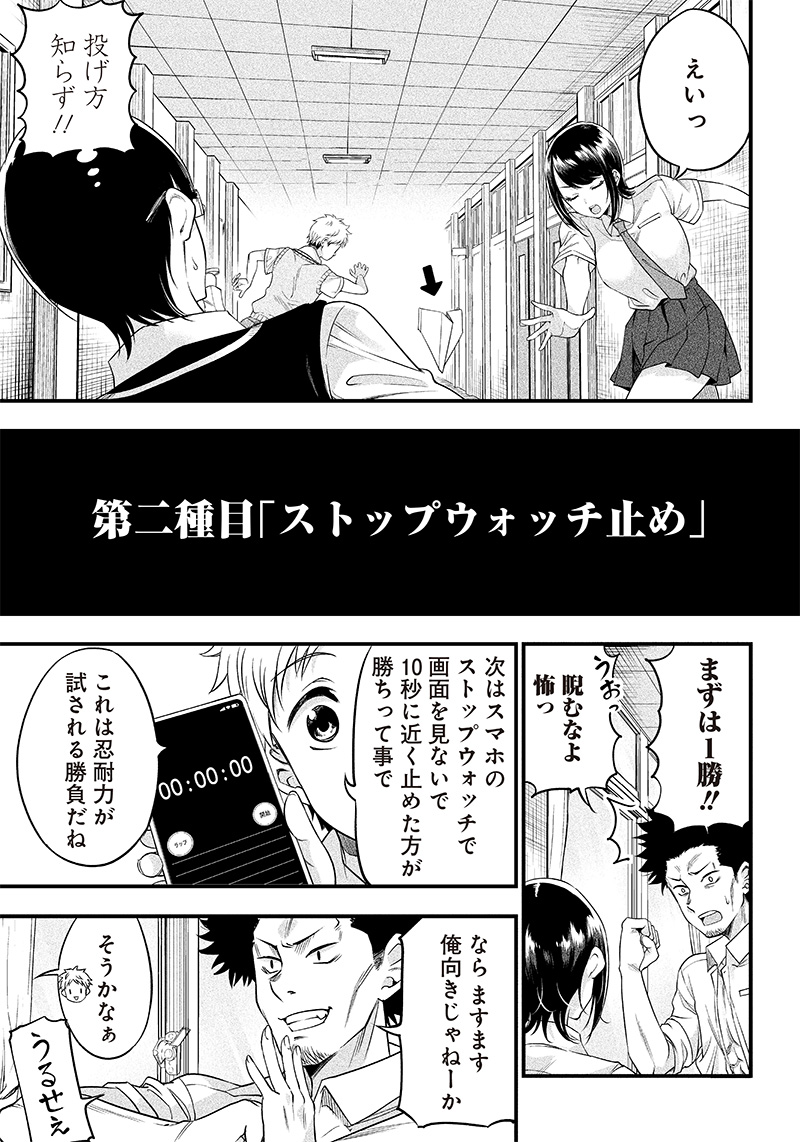 えいっ
投げ方
知らず!!
第二種目「ストップウォッチ止め」
まずは1勝!!
うおっ
睨むなよ
怖っ
次はスマホの
ストップウォッチで
画面を見ないで
10秒に近く止めた方が
勝ちって事で
00:00:00
ラップ
開始
これは忍耐力が
試される勝負だね
なら ますます
俺向きじゃねーか
そうかなぁ
うるせぇ